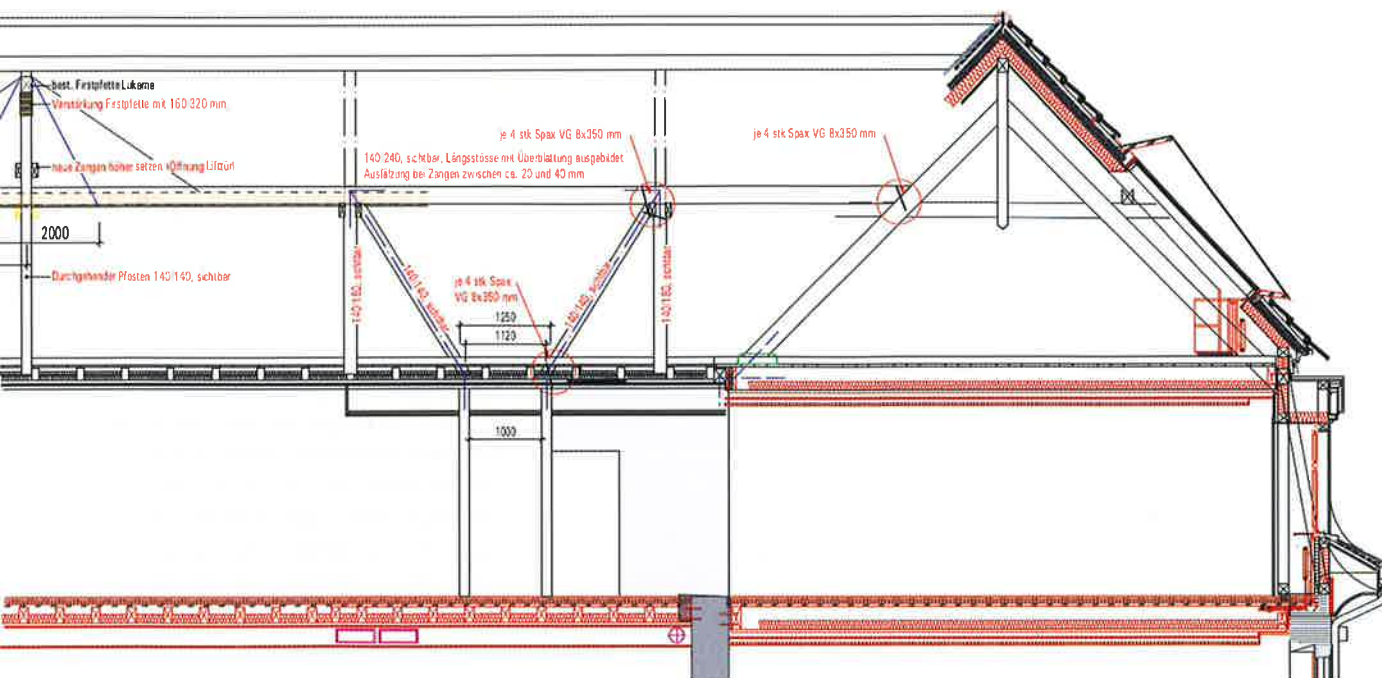 best. Firstpfette Lukarne
Verstärkung Firstpfette mit 160/320 mm
neue Zangen höher setzen (Öffnung Lifttür)
2000
Durchgehender Pfosten 140/140, sichtbar
je 4 stk Spax VG 8x350 mm
140/240, sichtbar, Längsstösse mit Überblattung ausgebildet
Ausfälzung bei Zangen zwischen ca. 20 und 40 mm
je 4 stk Spax VG 8x350 mm
140/180, sichtbar
140/140, sichtbar
je 4 stk Spax
VG 8x350 mm
140/140, sichtbar
140/180, sichtbar
1250
1120
1000